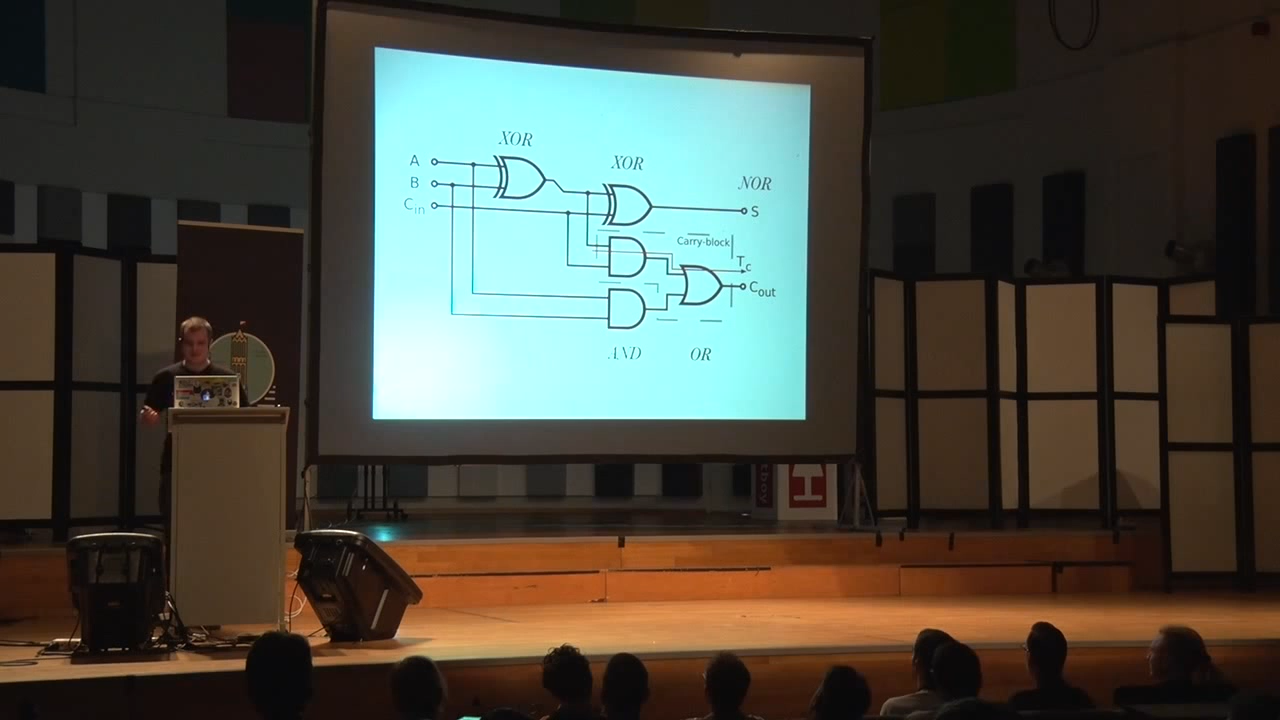 XOR
XOR
NOR
A
B
Cin
S
Carry-block
Tc
Cout
AND
OR
H